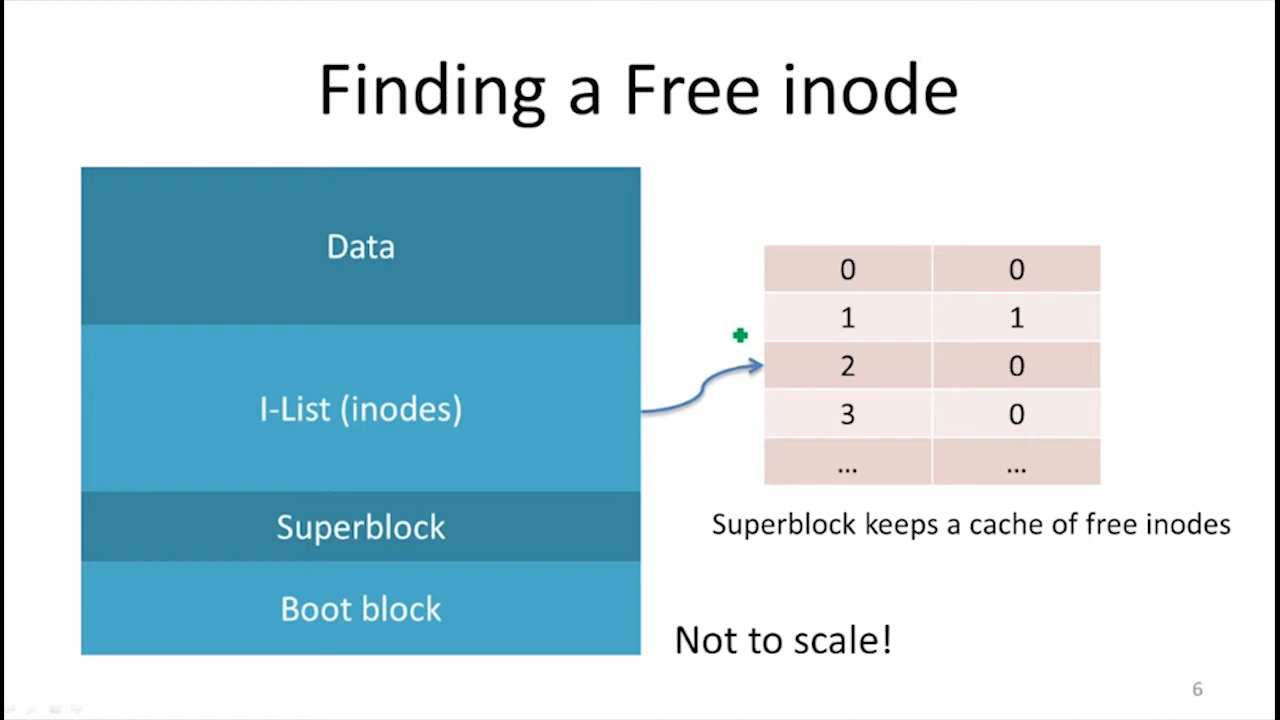 Finding a Free inode
Data
I-List (inodes)
Superblock
Boot block
0 0
1 1
2 0
3 0
... ...
Superblock keeps a cache of free inodes
Not to scale!
6